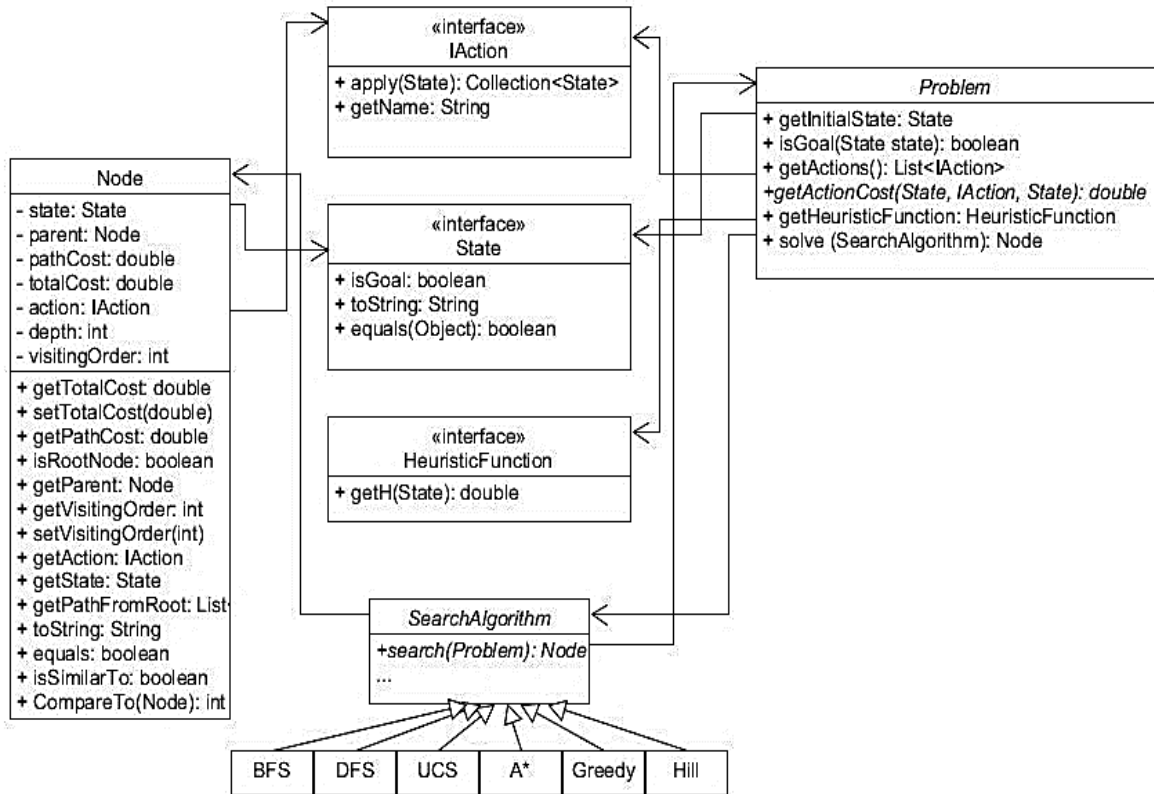 «interface»
IAction
+ apply(State): Collection<State>
+ getName: String
Problem
+ getInitialState: State
+ isGoal(State state): boolean
+ getActions(): List<IAction>
+getActionCost(State, IAction, State): double
+ getHeuristicFunction: HeuristicFunction
+ solve (SearchAlgorithm): Node
Node
- state: State
- parent: Node
- pathCost: double
- totalCost: double
- action: IAction
- depth: int
- visitingOrder: int
+ getTotalCost: double
+ setTotalCost(double)
+ getPathCost: double
+ isRootNode: boolean
+ getParent: Node
+ getVisitingOrder: int
+ setVisitingOrder(int)
+ getAction: IAction
+ getState: State
+ getPathFromRoot: List<
+ toString: String
+ equals: boolean
+ isSimilarTo: boolean
+ CompareTo(Node): int
«interface»
State
+ isGoal: boolean
+ toString: String
+ equals(Object): boolean
«interface»
HeuristicFunction
+ getH(State): double
SearchAlgorithm
+search(Problem): Node
...
BFS
DFS
UCS
A*
Greedy
Hill